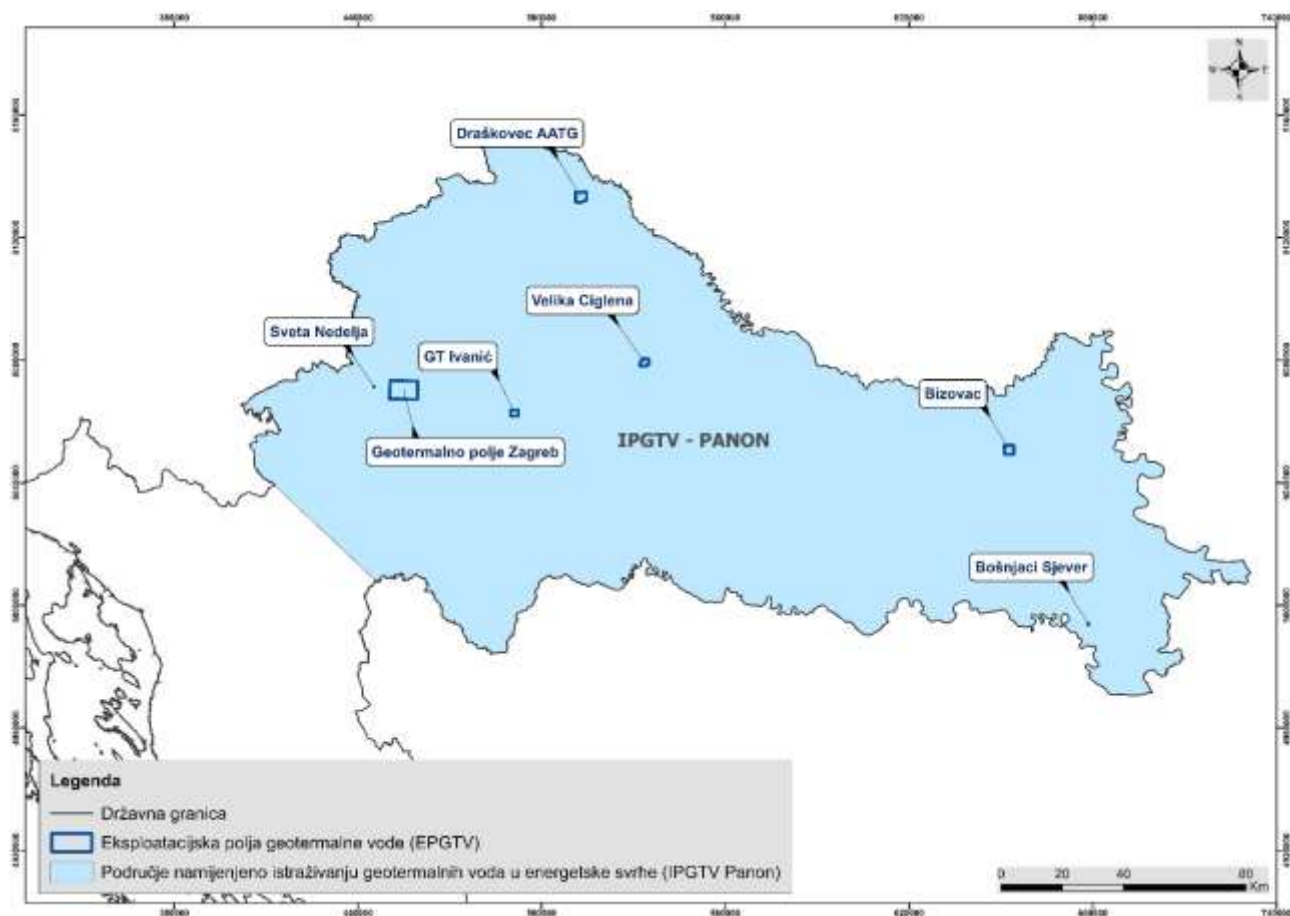 N
Draškovec AATG
Velika Ciglena
Sveta Nedelja
GT Ivanić
Bizovac
IPGTV - PANON
Geotermalno polje Zagreb
Bošnjaci Sjever
Legenda
Državna granica
Eksploatacijska polja geotermalne vode (EPGTV)
Područje namijenjeno istraživanju geotermalnih voda u energetske svrhe (IPGTV Panon)
0 20 40 80
Km